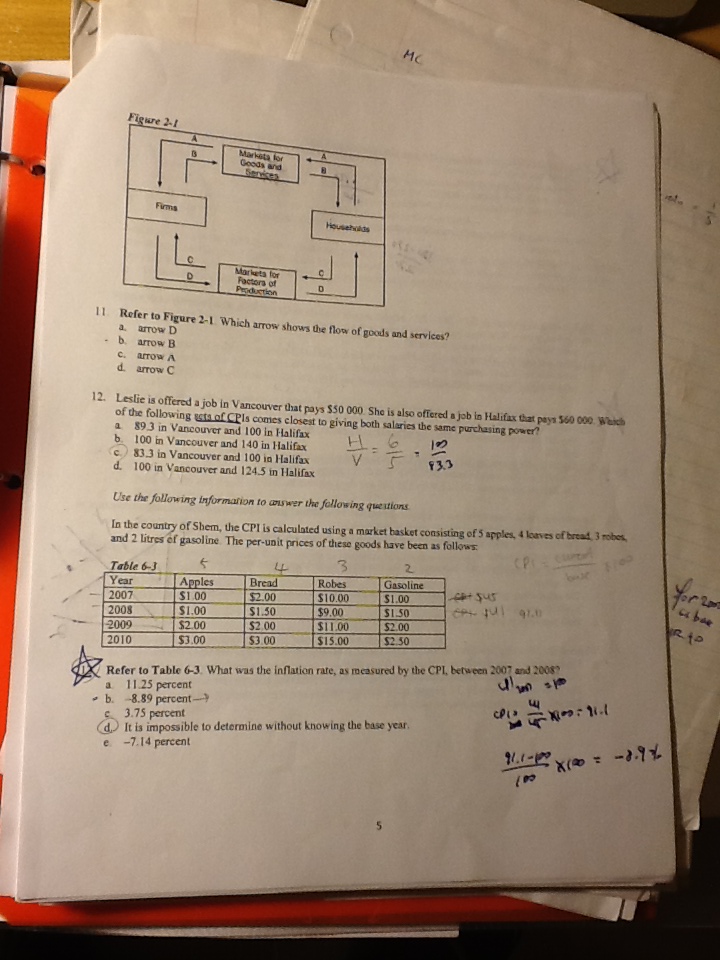 MC
Figure 2-1
A
B
Markets for
Goods and
Services
A
B
Firms
Households
C
D
Markets for
Factors of
Production
C
D
11. Refer to Figure 2-1. Which arrow shows the flow of goods and services?
a. arrow D
b. arrow B
c. arrow A
d. arrow C
12. Leslie is offered a job in Vancouver that pays $50 000. She is also offered a job in Halifax that pays $60 000. Which
of the following sets of CPIs comes closest to giving both salaries the same purchasing power?
a. 89.3 in Vancouver and 100 in Halifax
b. 100 in Vancouver and 140 in Halifax
c. 83.3 in Vancouver and 100 in Halifax
d. 100 in Vancouver and 124.5 in Halifax
H/V = 6/5 = 100/83.3
Use the following information to answer the following questions.
In the country of Shem, the CPI is calculated using a market basket consisting of 5 apples, 4 loaves of bread, 3 robes,
and 2 litres of gasoline. The per-unit prices of these goods have been as follows:
CPI = current/base × 100
Table 6-3 5 4 3 2
Year Apples Bread Robes Gasoline
2007 $1.00 $2.00 $10.00 $1.00 $45
2008 $1.00 $1.50 $9.00 $1.50 $41 91.1
2009 $2.00 $2.00 $11.00 $2.00
2010 $3.00 $3.00 $15.00 $2.50
Refer to Table 6-3. What was the inflation rate, as measured by the CPI, between 2007 and 2008?
a. 11.25 percent
b. -8.89 percent
c. 3.75 percent
d. It is impossible to determine without knowing the base year.
e. -7.14 percent
= 100
CPI = 41/45 × 100 = 91.1
91.1-100/100 × 100 = -8.9%
5